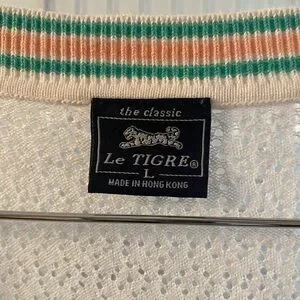 the classic
Le TIGRE®
L
MADE IN HONG KONG